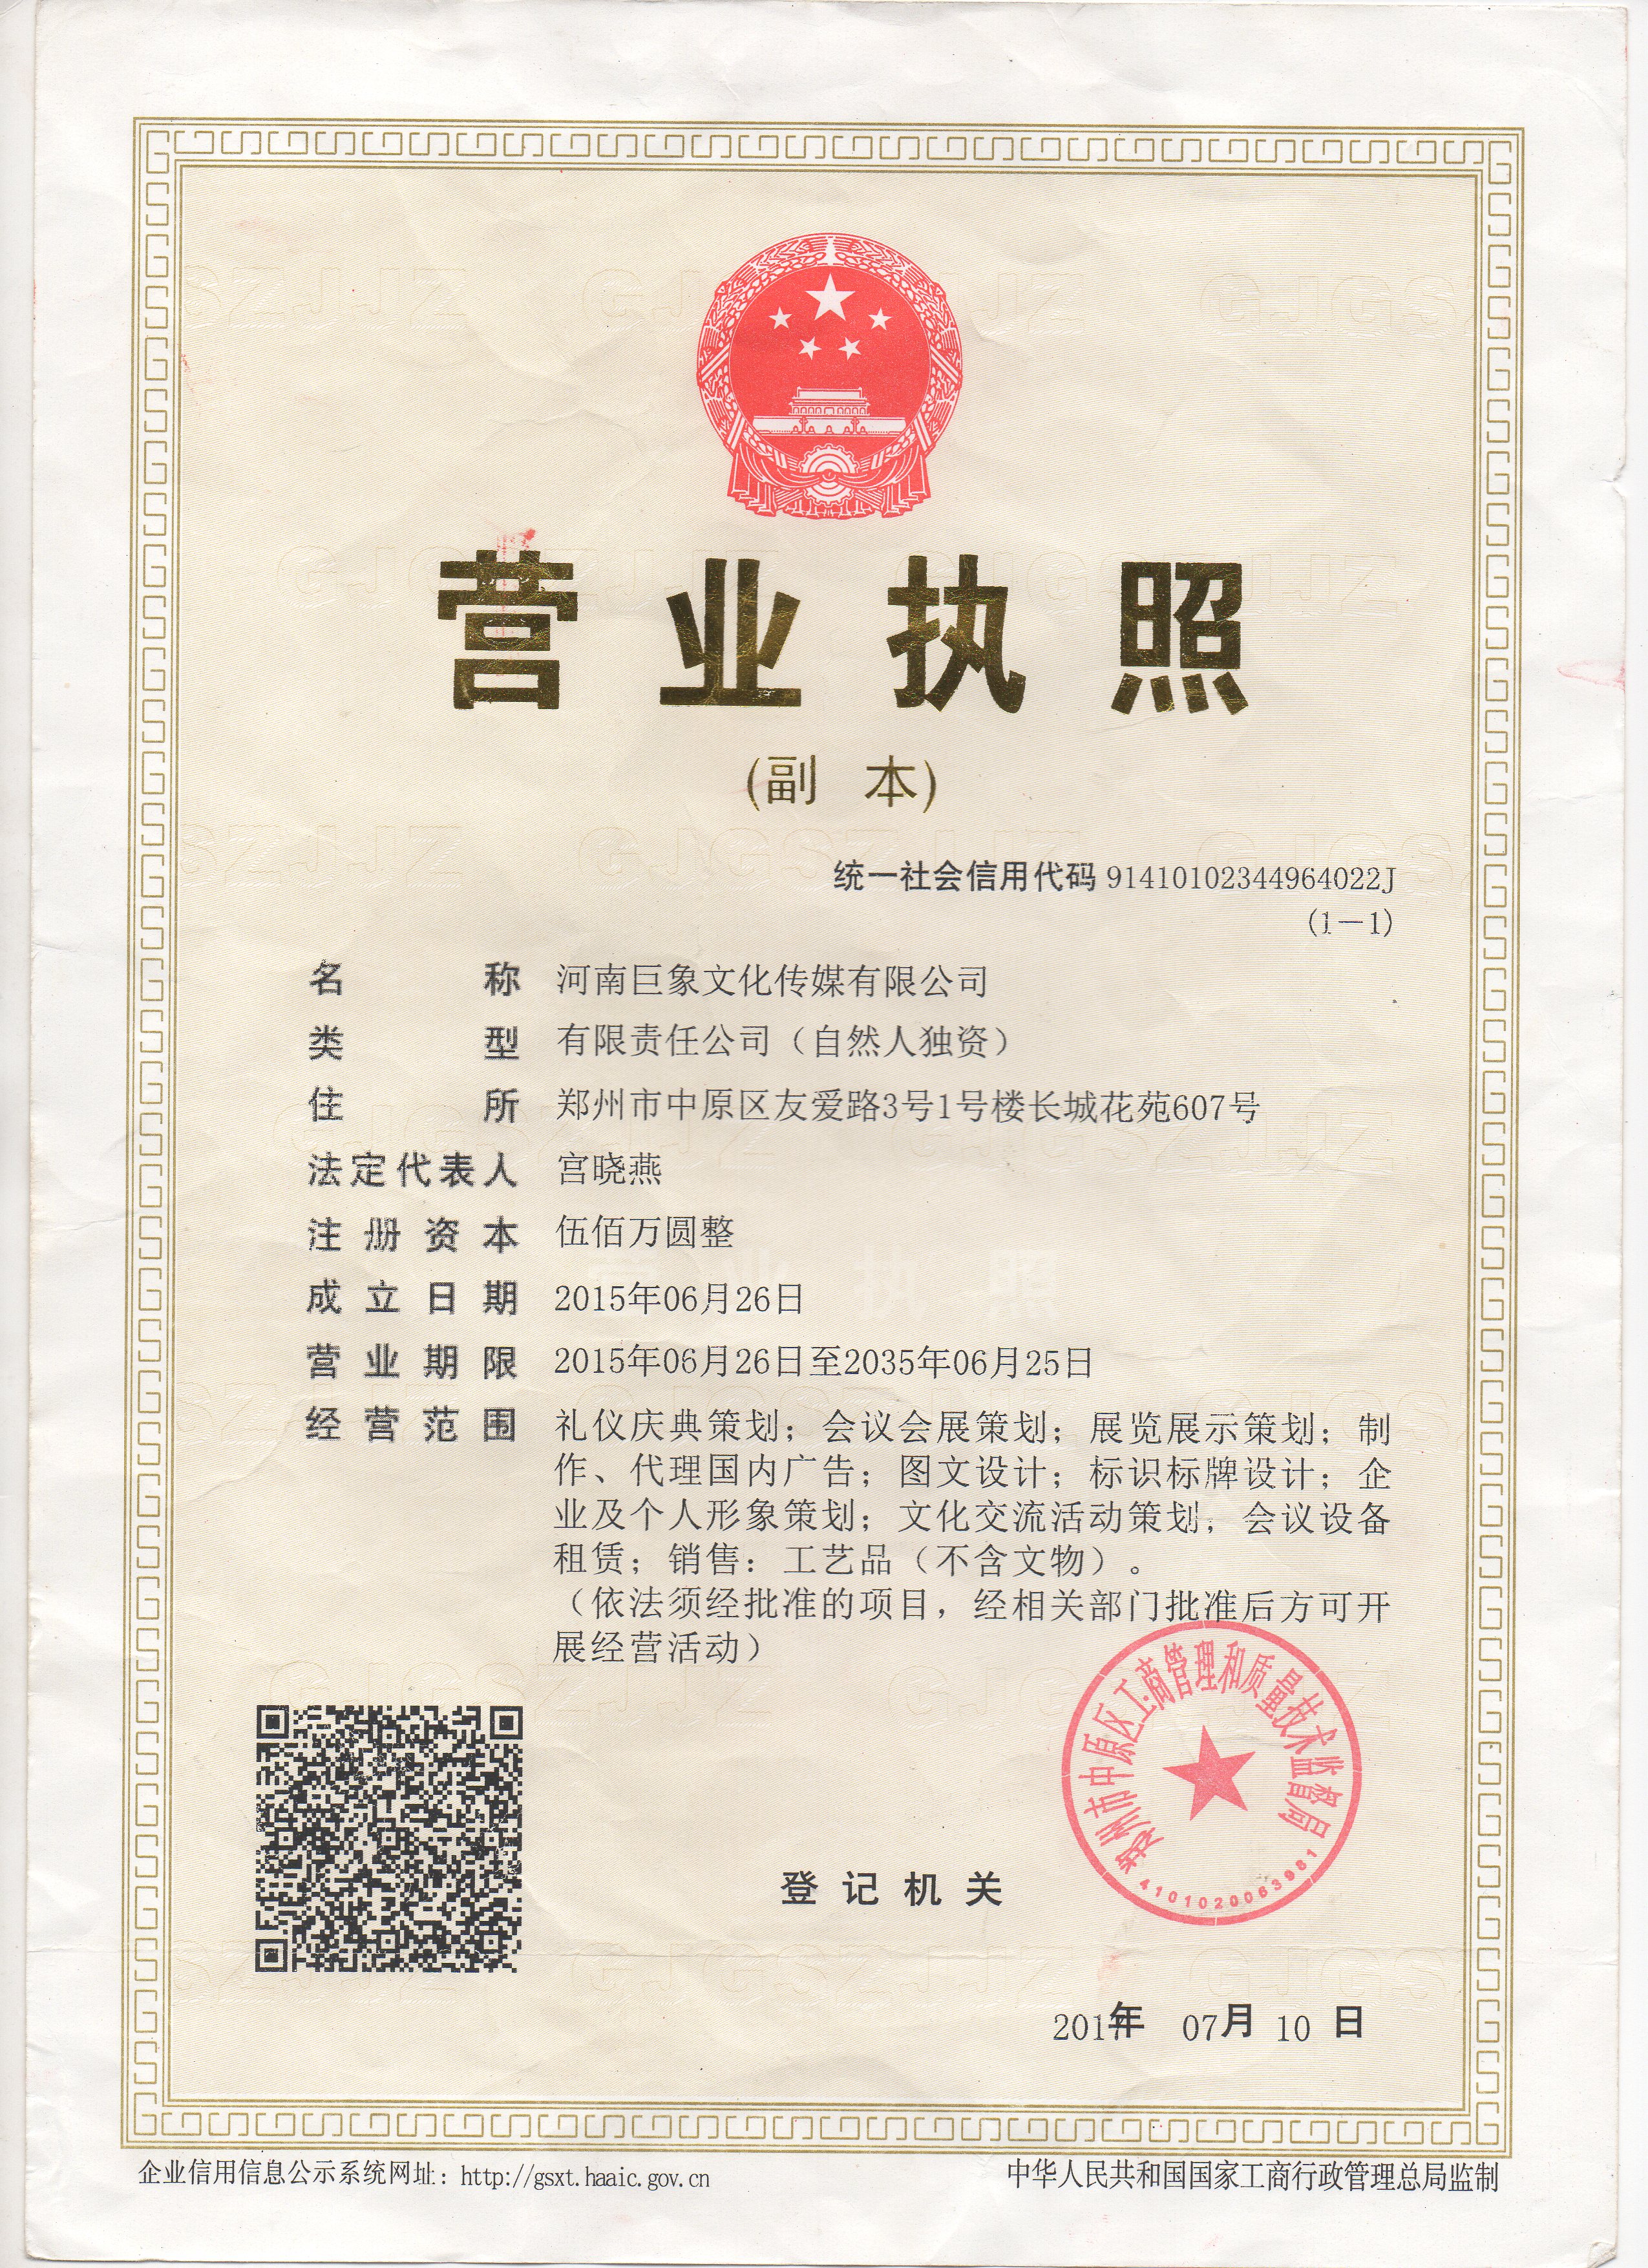 营业执照
(副 本)
统一社会信用代码 91410102344964022J
(1-1)
名称 河南巨象文化传媒有限公司
类型 有限责任公司（自然人独资）
住所 郑州市中原区友爱路3号1号楼长城花苑607号
法定代表人 宫晓燕
注册资本 伍佰万圆整
成立日期 2015年06月26日
营业期限 2015年06月26日至2035年06月25日
经营范围 礼仪庆典策划；会议会展策划；展览展示策划；制
作、代理国内广告；图文设计；标识标牌设计；企
业及个人形象策划；文化交流活动策划；会议设备
租赁；销售：工艺品（不含文物）。
（依法须经批准的项目，经相关部门批准后方可开
展经营活动）
郑州市中原区工商管理和质量技术监督局
4101020063981
登记机关
2017年 07月 10 日
企业信用信息公示系统网址：http://gsxt.haaic.gov.cn
中华人民共和国国家工商行政管理总局监制